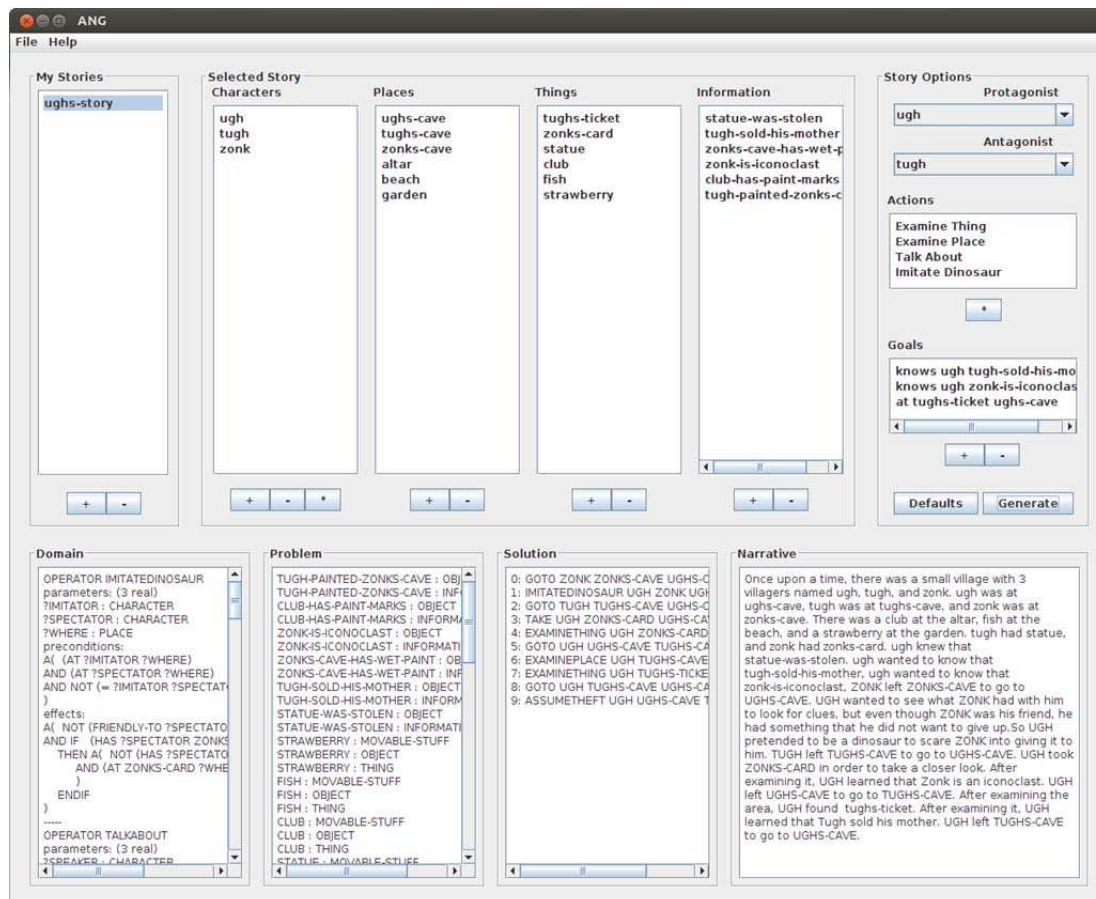 ANG
File Help
My Stories
ughs-story
+ -
Selected Story
Characters
ugh
tugh
zonk
+ - *
Places
ughs-cave
tughs-cave
zonks-cave
altar
beach
garden
+ -
Things
tughs-ticket
zonks-card
statue
club
fish
strawberry
+ -
Information
statue-was-stolen
tugh-sold-his-mother
zonks-cave-has-wet-p
zonk-is-iconoclast
club-has-paint-marks
tugh-painted-zonks-c
+ -
Story Options
Protagonist
ugh
Antagonist
tugh
Actions
Examine Thing
Examine Place
Talk About
Imitate Dinosaur
*
Goals
knows ugh tugh-sold-his-mo
knows ugh zonk-is-iconoclas
at tughs-ticket ughs-cave
+ -
Defaults Generate
Domain
OPERATOR IMITATEDINOSAUR
parameters: (3 real)
?IMITATOR : CHARACTER
?SPECTATOR : CHARACTER
?WHERE : PLACE
preconditions:
A( (AT ?IMITATOR ?WHERE)
AND (AT ?SPECTATOR ?WHERE)
AND NOT (= ?IMITATOR ?SPECTAT
)
effects:
A( NOT (FRIENDLY-TO ?SPECTATO
AND IF (HAS ?SPECTATOR ZONKS
THEN A( NOT (HAS ?SPECTATO
AND (AT ZONKS-CARD ?WHE
)
ENDIF
)
-----
OPERATOR TALKABOUT
parameters: (3 real)
?SPEAKER : CHARACTER
Problem
TUGH-PAINTED-ZONKS-CAVE : OBJ
TUGH-PAINTED-ZONKS-CAVE : INF
CLUB-HAS-PAINT-MARKS : OBJECT
CLUB-HAS-PAINT-MARKS : INFORMA
ZONK-IS-ICONOCLAST : OBJECT
ZONK-IS-ICONOCLAST : INFORMATI
ZONKS-CAVE-HAS-WET-PAINT : OB
ZONKS-CAVE-HAS-WET-PAINT : INF
TUGH-SOLD-HIS-MOTHER : OBJECT
TUGH-SOLD-HIS-MOTHER : INFORM
STATUE-WAS-STOLEN : OBJECT
STATUE-WAS-STOLEN : INFORMATI
STRAWBERRY : MOVABLE-STUFF
STRAWBERRY : OBJECT
STRAWBERRY : THING
FISH : MOVABLE-STUFF
FISH : OBJECT
FISH : THING
CLUB : MOVABLE-STUFF
CLUB : OBJECT
CLUB : THING
STATUE : MOVABLE-STUFF
Solution
0: GOTO ZONK ZONKS-CAVE UGHS-C
1: IMITATEDINOSAUR UGH ZONK UGH
2: GOTO TUGH TUGHS-CAVE UGHS-C
3: TAKE UGH ZONKS-CARD UGHS-CA
4: EXAMINETHING UGH ZONKS-CARD
5: GOTO UGH UGHS-CAVE TUGHS-CA
6: EXAMINEPLACE UGH TUGHS-CAVE
7: EXAMINETHING UGH TUGHS-TICKE
8: GOTO UGH TUGHS-CAVE UGHS-CA
9: ASSUMETHEFT UGH UGHS-CAVE T
Narrative
Once upon a time, there was a small village with 3
villagers named ugh, tugh, and zonk. ugh was at
ughs-cave, tugh was at tughs-cave, and zonk was at
zonks-cave. There was a club at the altar, fish at the
beach, and a strawberry at the garden. tugh had statue,
and zonk had zonks-card. ugh knew that
statue-was-stolen. ugh wanted to know that
tugh-sold-his-mother, ugh wanted to know that
zonk-is-iconoclast, ZONK left ZONKS-CAVE to go to
UGHS-CAVE. UGH wanted to see what ZONK had with him
to look for clues, but even though ZONK was his friend, he
had something that he did not want to give up.So UGH
pretended to be a dinosaur to scare ZONK into giving it to
him. TUGH left TUGHS-CAVE to go to UGHS-CAVE. UGH took
ZONKS-CARD in order to take a closer look. After
examining it, UGH learned that Zonk is an iconoclast. UGH
left UGHS-CAVE to go to TUGHS-CAVE. After examining the
area, UGH found tughs-ticket. After examining it, UGH
learned that Tugh sold his mother. UGH left TUGHS-CAVE
to go to UGHS-CAVE.